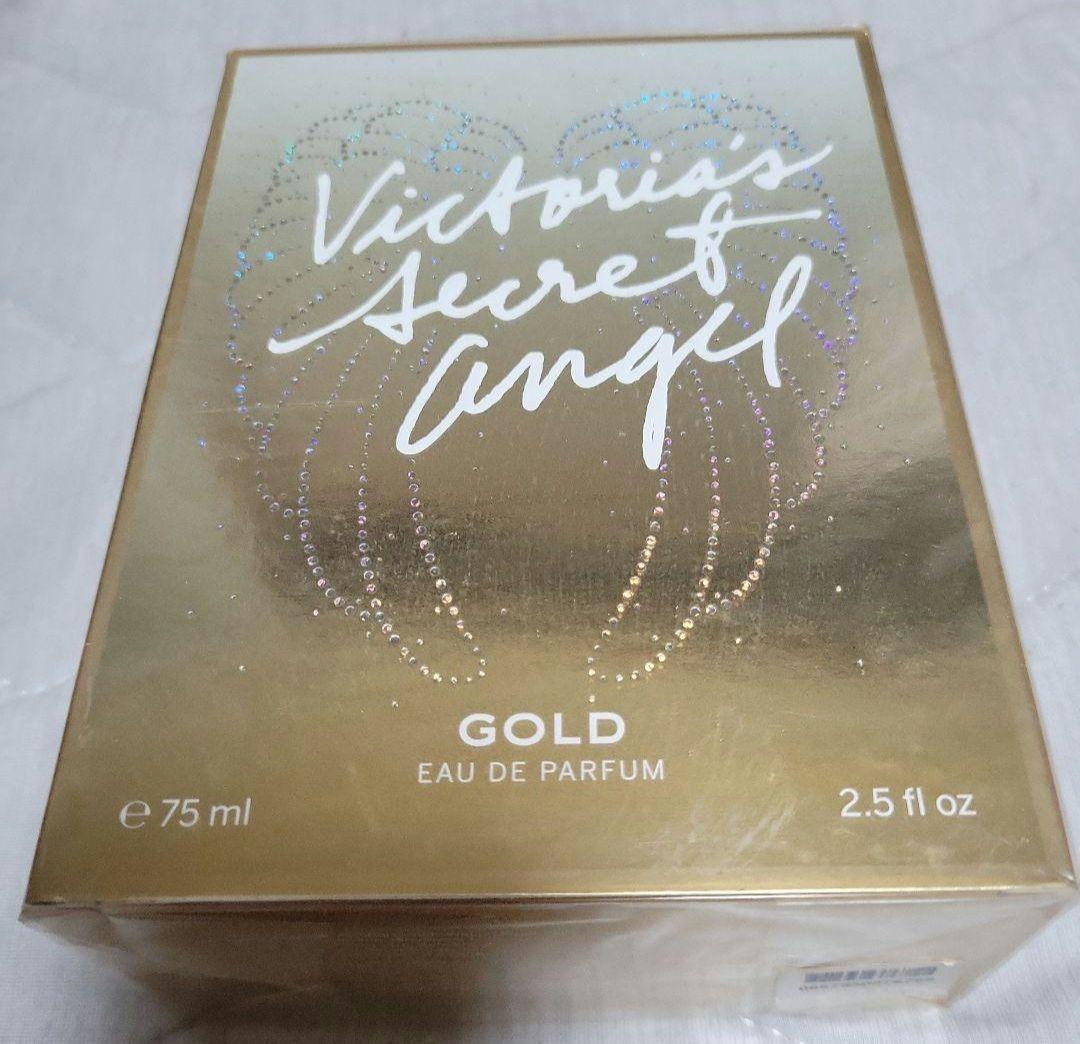 Victoria's
Secret
angel
GOLD
EAU DE PARFUM
℮ 75 ml
2.5 fl oz